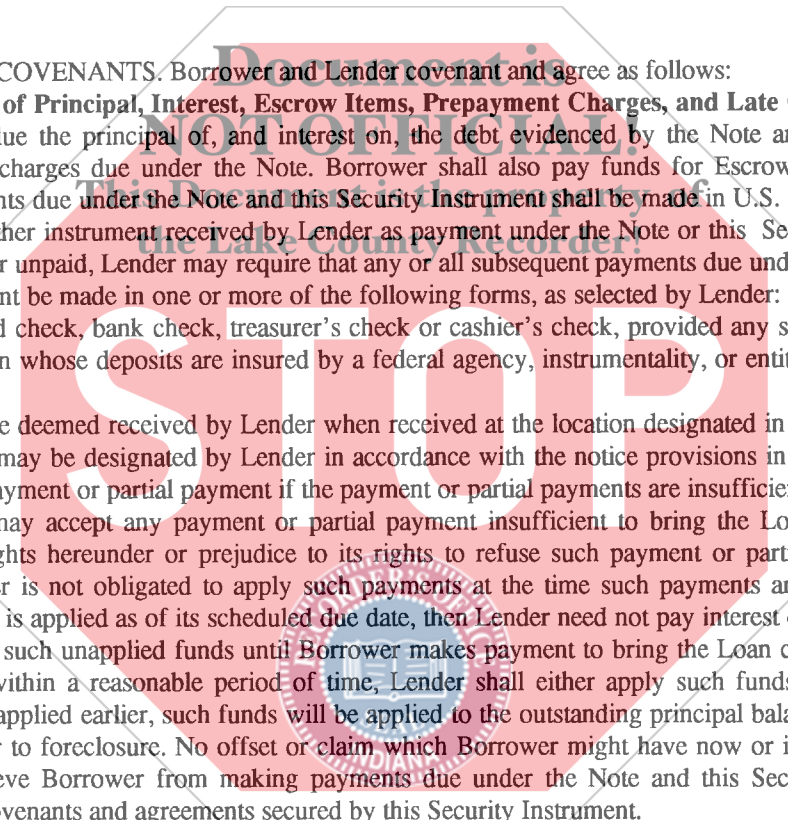 Document is
NOT OFFICIAL!
This Document is the property of
the Lake County Recorder!
COVENANTS. Borrower and Lender covenant and agree as follows:
of Principal, Interest, Escrow Items, Prepayment Charges, and Late
lue the principal of, and interest on, the debt evidenced by the Note an
charges due under the Note. Borrower shall also pay funds for Escrow
nts due under the Note and this Security Instrument shall be made in U.S.
her instrument received by Lender as payment under the Note or this Se
r unpaid, Lender may require that any or all subsequent payments due und
nt be made in one or more of the following forms, as selected by Lender:
d check, bank check, treasurer's check or cashier's check, provided any s
n whose deposits are insured by a federal agency, instrumentality, or entit
STOP
e deemed received by Lender when received at the location designated in
may be designated by Lender in accordance with the notice provisions in
ayment or partial payment if the payment or partial payments are insufficien
may accept any payment or partial payment insufficient to bring the Lo
ghts hereunder or prejudice to its rights to refuse such payment or parti
r is not obligated to apply such payments at the time such payments ar
is applied as of its scheduled due date, then Lender need not pay interest
such unapplied funds until Borrower makes payment to bring the Loan c
within a reasonable period of time, Lender shall either apply such funds
applied earlier, such funds will be applied to the outstanding principal bala
r to foreclosure. No offset or claim which Borrower might have now or i
eve Borrower from making payments due under the Note and this Secu
venants and agreements secured by this Security Instrument.
INDIANA